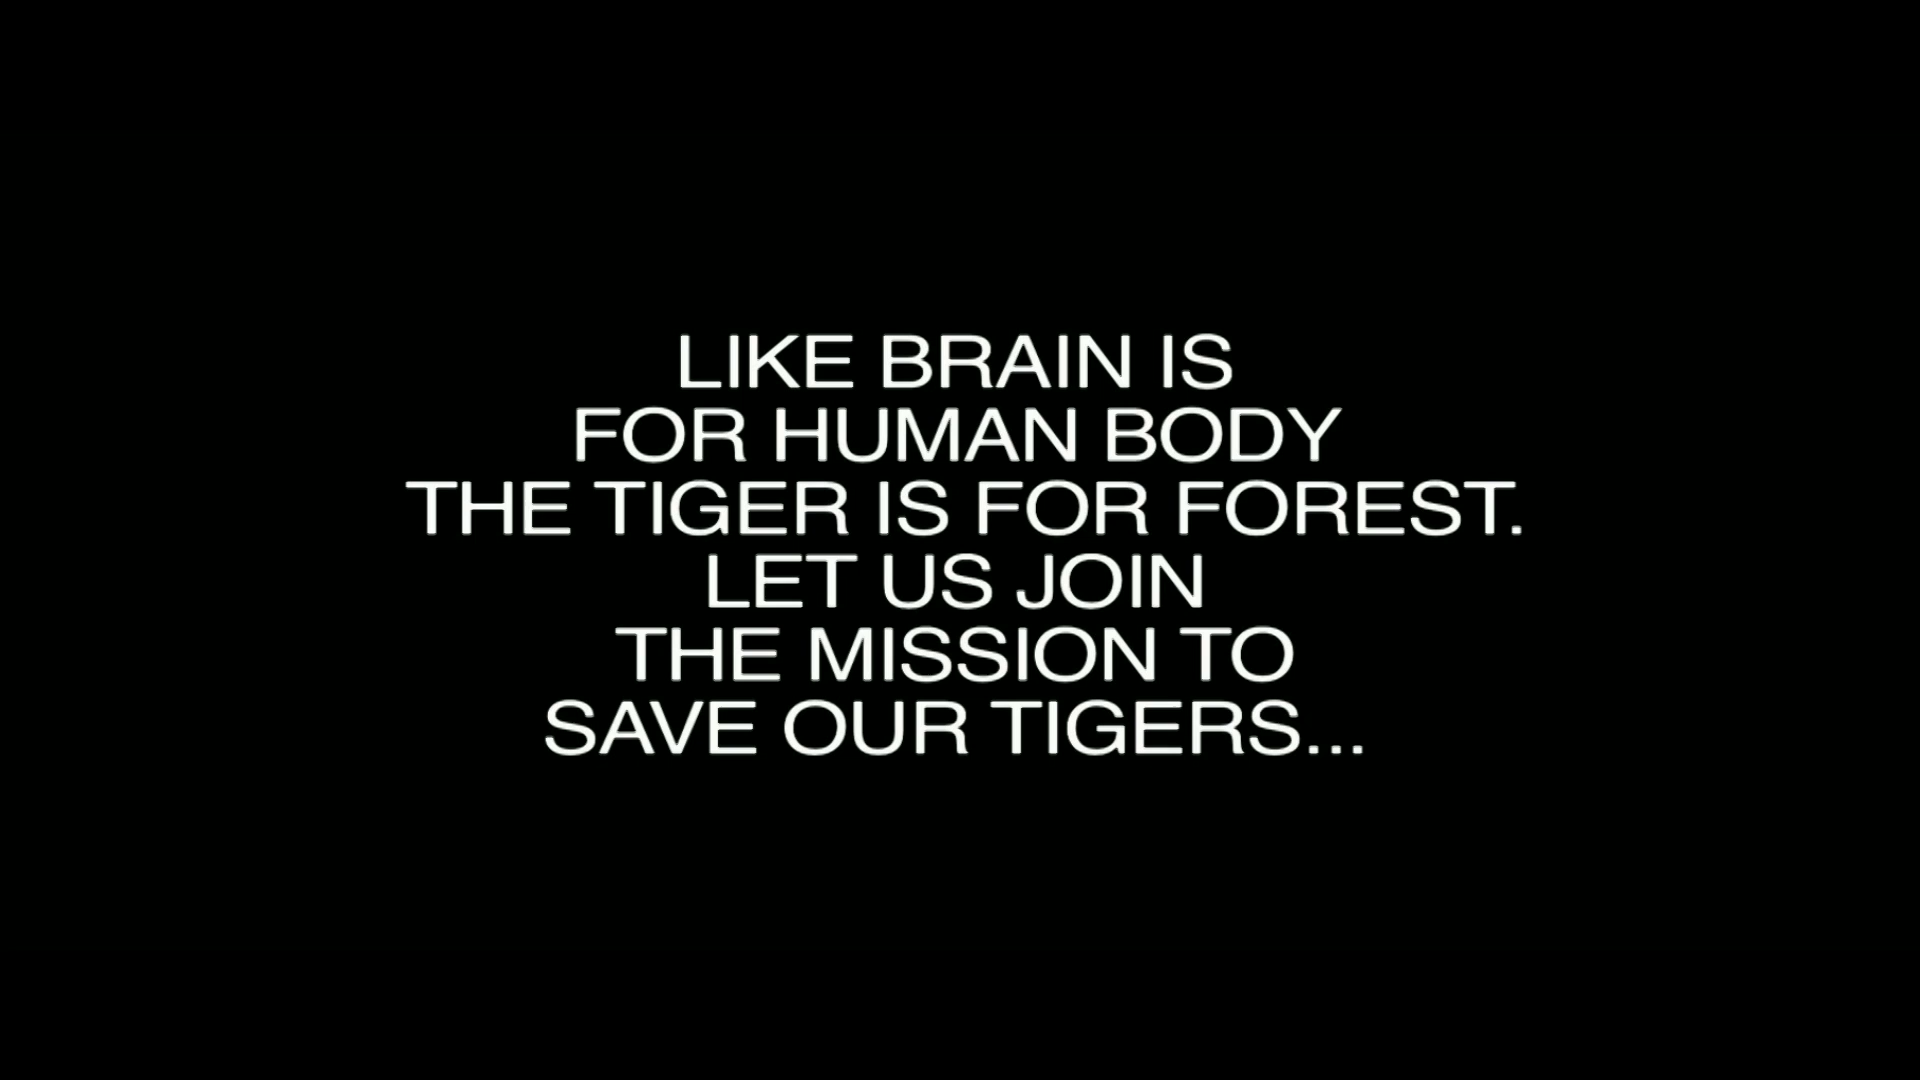 LIKE BRAIN IS
FOR HUMAN BODY
THE TIGER IS FOR FOREST.
LET US JOIN
THE MISSION TO
SAVE OUR TIGERS...